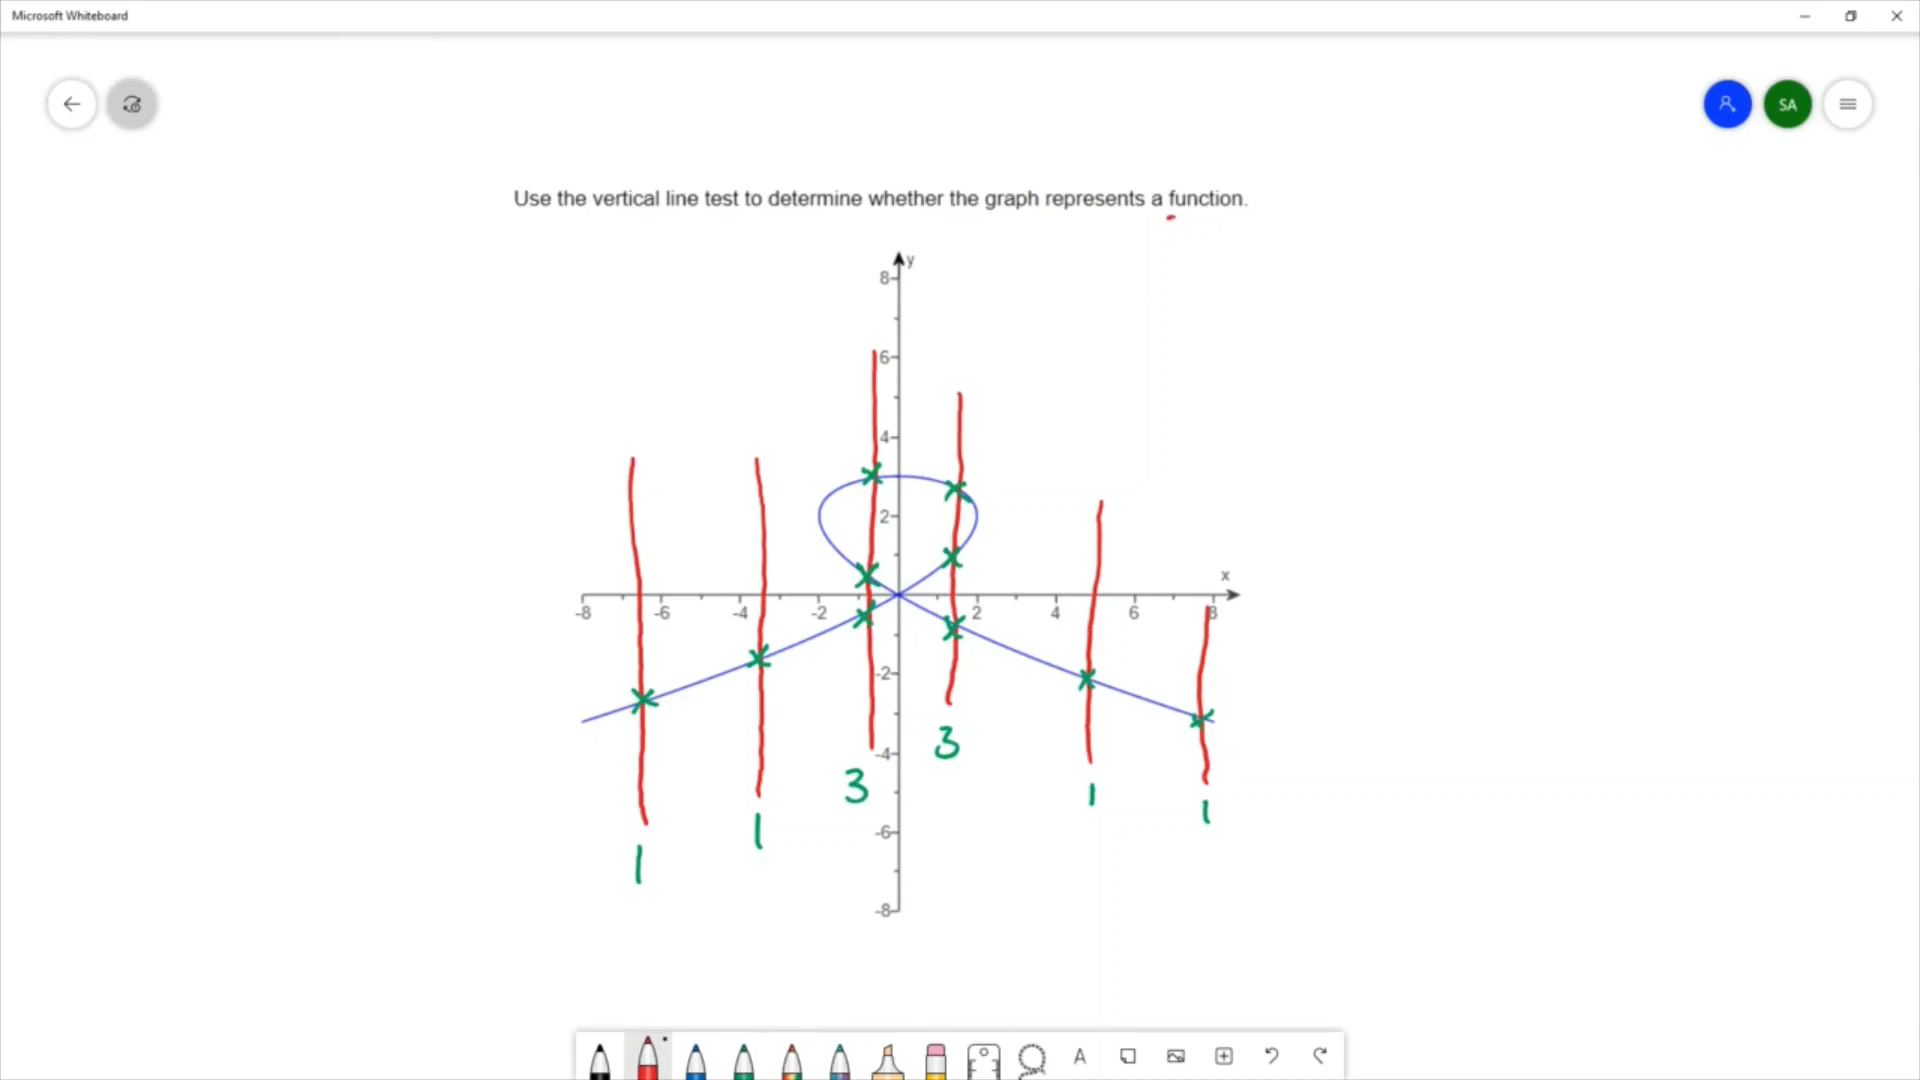 Microsoft Whiteboard
SA
Use the vertical line test to determine whether the graph represents a function.
y
8
6
4
2
x
-8 -6 -4 -2 2 4 6 8
-2
-4
-6
-8
3
3
1
1
1
1
A